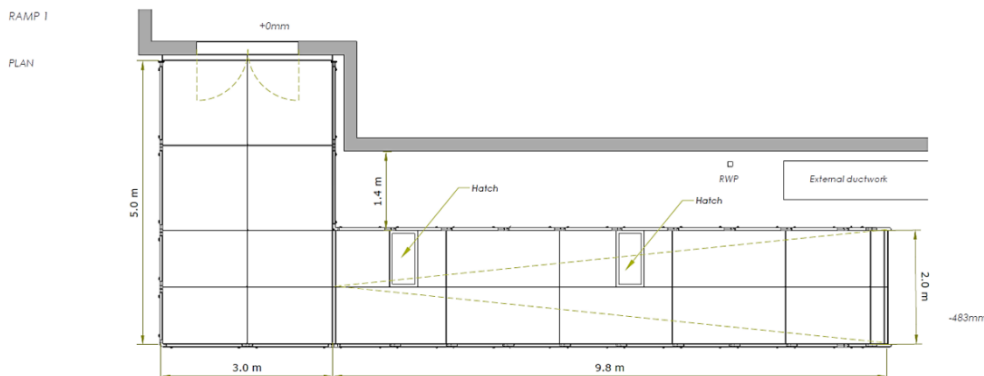 RAMP 1
+0mm
PLAN
5.0 m
1.4 m
Hatch
Hatch
RWP
External ductwork
2.0 m
-483mm
3.0 m
9.8 m